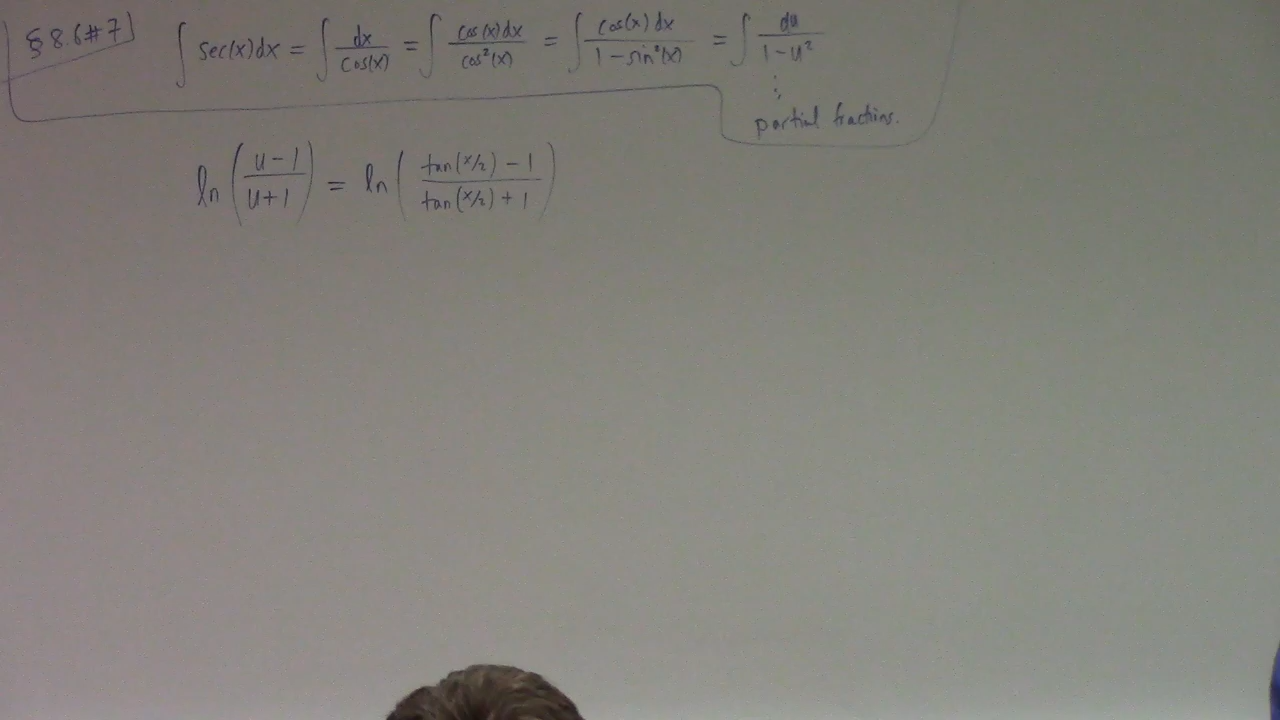 §8.6#7 ∫ sec(x)dx = ∫ dx/cos(x) = ∫ cos(x)dx/cos²(x) = ∫ cos(x)dx/1-sin²(x) = ∫ du/1-u²
⋮
partial fractions.
ln(u-1/u+1) = ln(tan(x/2)-1/tan(x/2)+1)